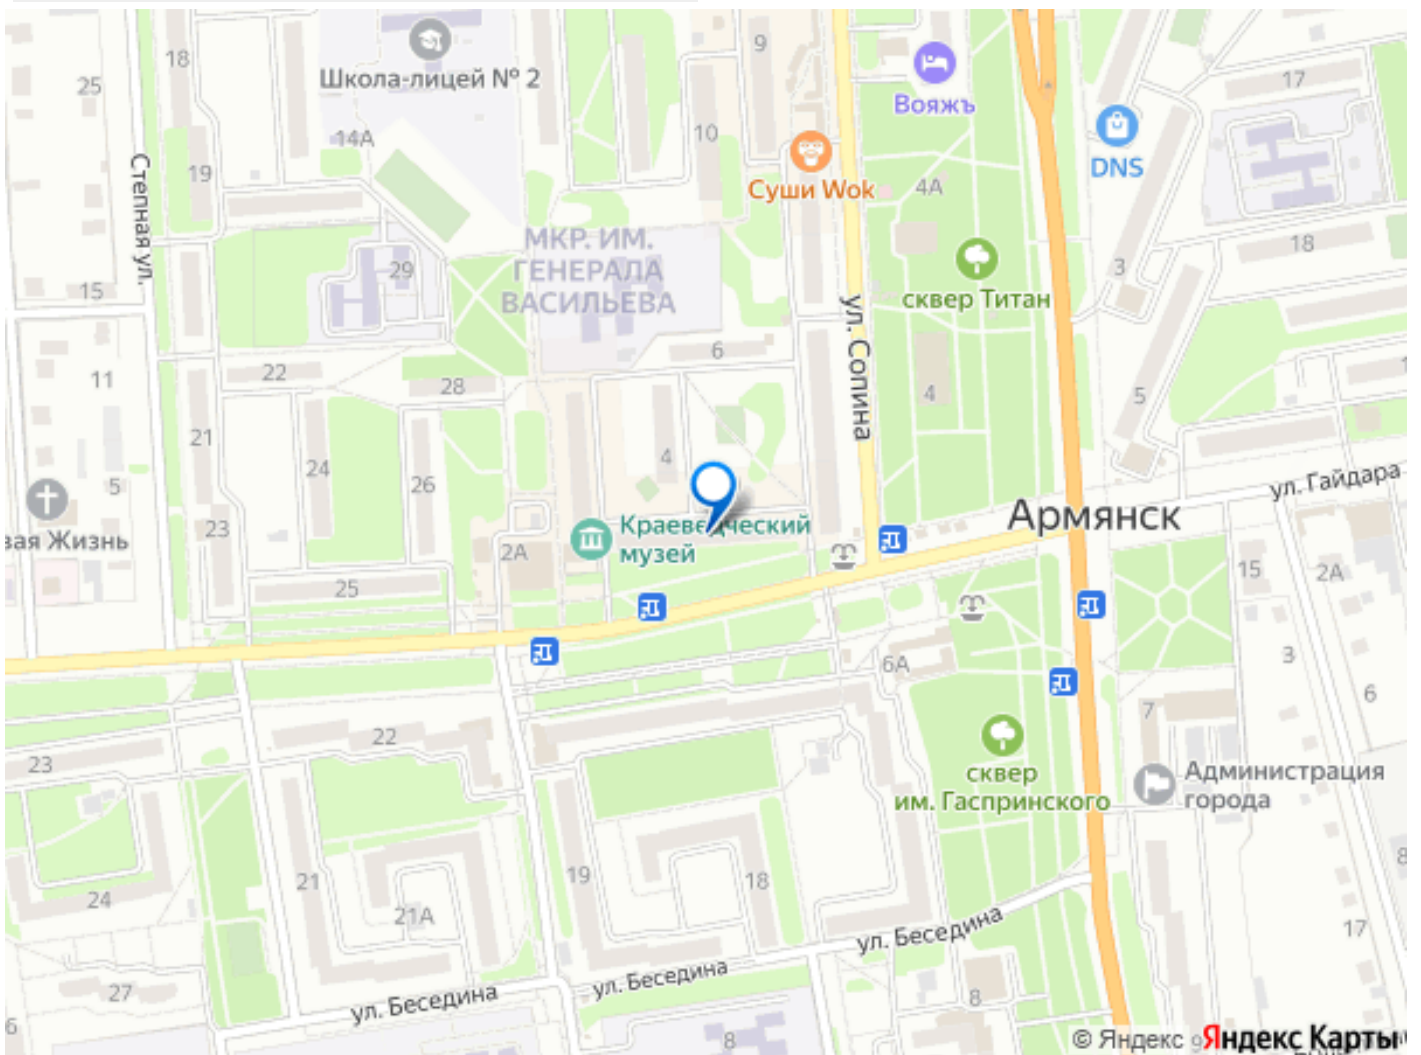 18
9
25
Школа-лицей № 2
Вояжъ
17
14А
10
DNS
19
Суши Wok
4А
Степная ул.
МКР. ИМ.
ГЕНЕРАЛА
ВАСИЛЬЕВА
18
29
3
15
сквер Титан
ул. Сопина
6
11
22
28
4
5
21
24
4
26
5
ул. Гайдара
Армянск
23
вая Жизнь
Краеведческий
музей
2А
25
15
2А
3
6А
6
7
22
23
сквер
им. Гаспринского
Администрация
города
21
19
18
24
21А
8
17
ул. Беседина
ул. Беседина
ул. Беседина
27
8
6
8
© Яндекс
Яндекс Карты